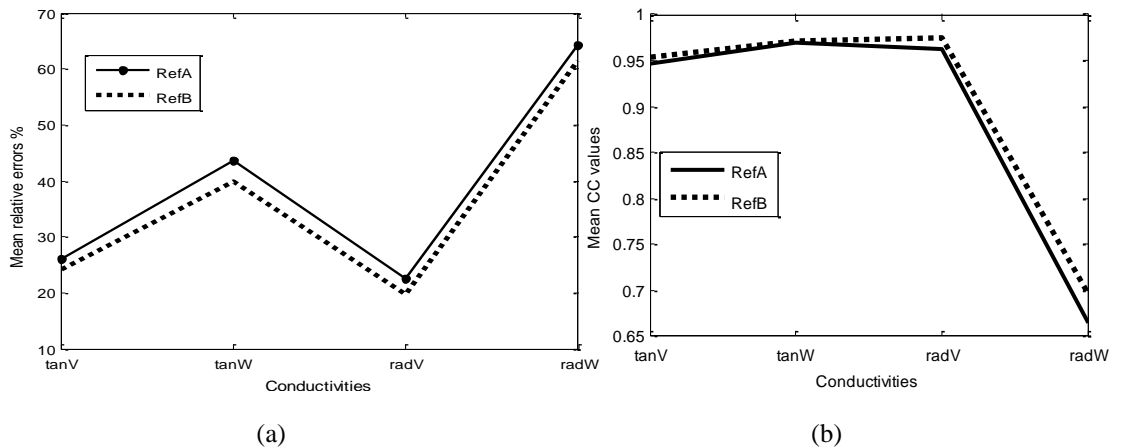 70
60
50
40
30
20
10
Mean relative errors %
RefA
RefB
tanV tanW radV radW
Conductivities
(a)
1
0.95
0.9
0.85
0.8
0.75
0.7
0.65
Mean CC values
RefA
RefB
tanV tanW radV radW
Conductivities
(b)